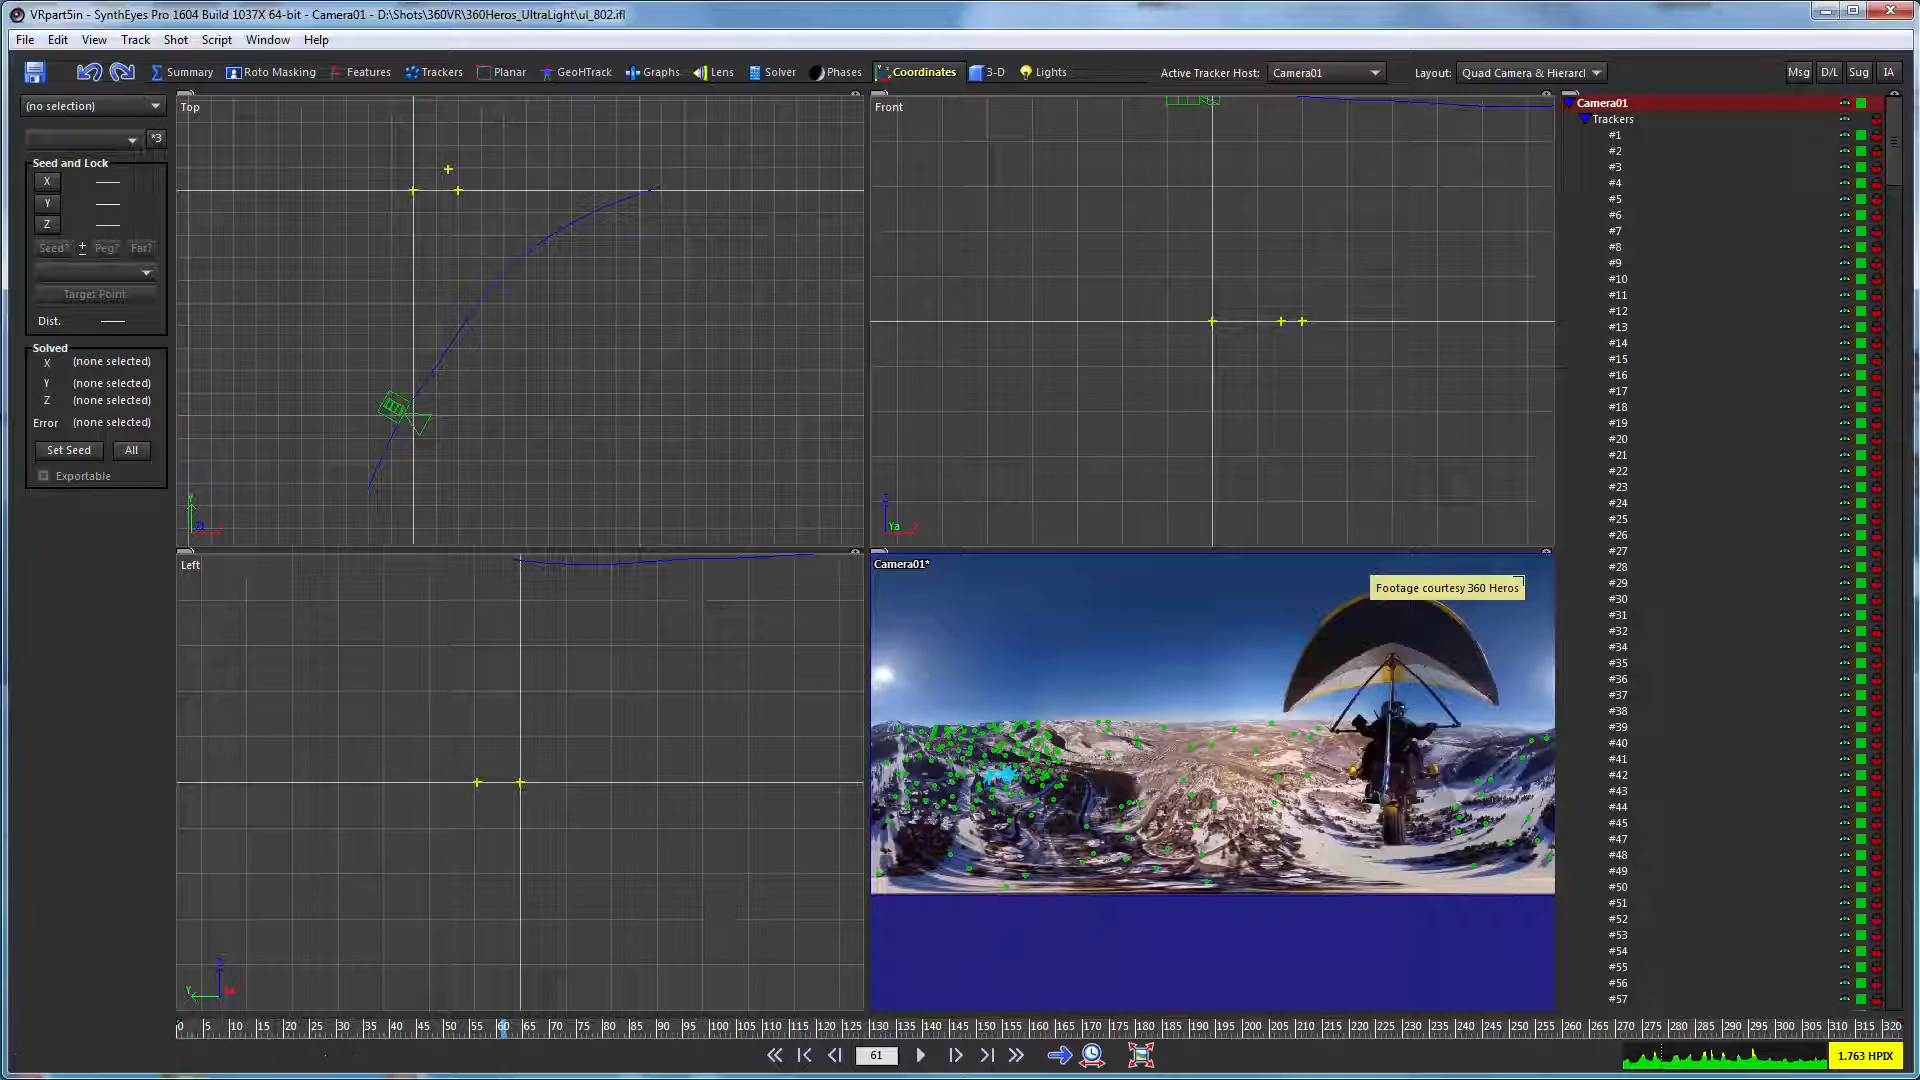 VRpart5in - SynthEyes Pro 1604 Build 1037X 64-bit - Camera01 - D:\Shots\360VR\360Heros_UltraLight\ul_802.ifl
File Edit View Track Shot Script Window Help
Summary Roto Masking Features Trackers Planar GeoHTrack Graphs Lens Solver Phases Coordinates 3-D Lights Active Tracker Host: Camera01 Layout: Quad Camera & Hierarcl Msg D/L Sug IA
(no selection)
*3
Seed and Lock
X
Y
Z
Seed? Peg? Far?
Target Point
Dist.
Solved
X (none selected)
Y (none selected)
Z (none selected)
Error (none selected)
Set Seed All
Exportable
Top
Front
Ya
Left
Y
Camera01*
Footage courtesy 360 Heros
Camera01
Trackers
#1
#2
#3
#4
#5
#6
#7
#8
#9
#10
#11
#12
#13
#14
#15
#16
#17
#18
#19
#20
#21
#22
#23
#24
#25
#26
#27
#28
#29
#30
#31
#32
#34
#35
#36
#37
#38
#39
#40
#41
#42
#43
#44
#45
#47
#48
#49
#50
#51
#52
#53
#54
#55
#56
#57
0 5 10 15 20 25 30 35 40 45 50 55 60 65 70 75 80 85 90 95 100 105 110 115 120 125 130 135 140 145 150 155 160 165 170 175 180 185 190 195 200 205 210 215 220 225 230 235 240 245 250 255 260 265 270 275 280 285 290 295 300 305 310 315 320
61
1.763 HPIX